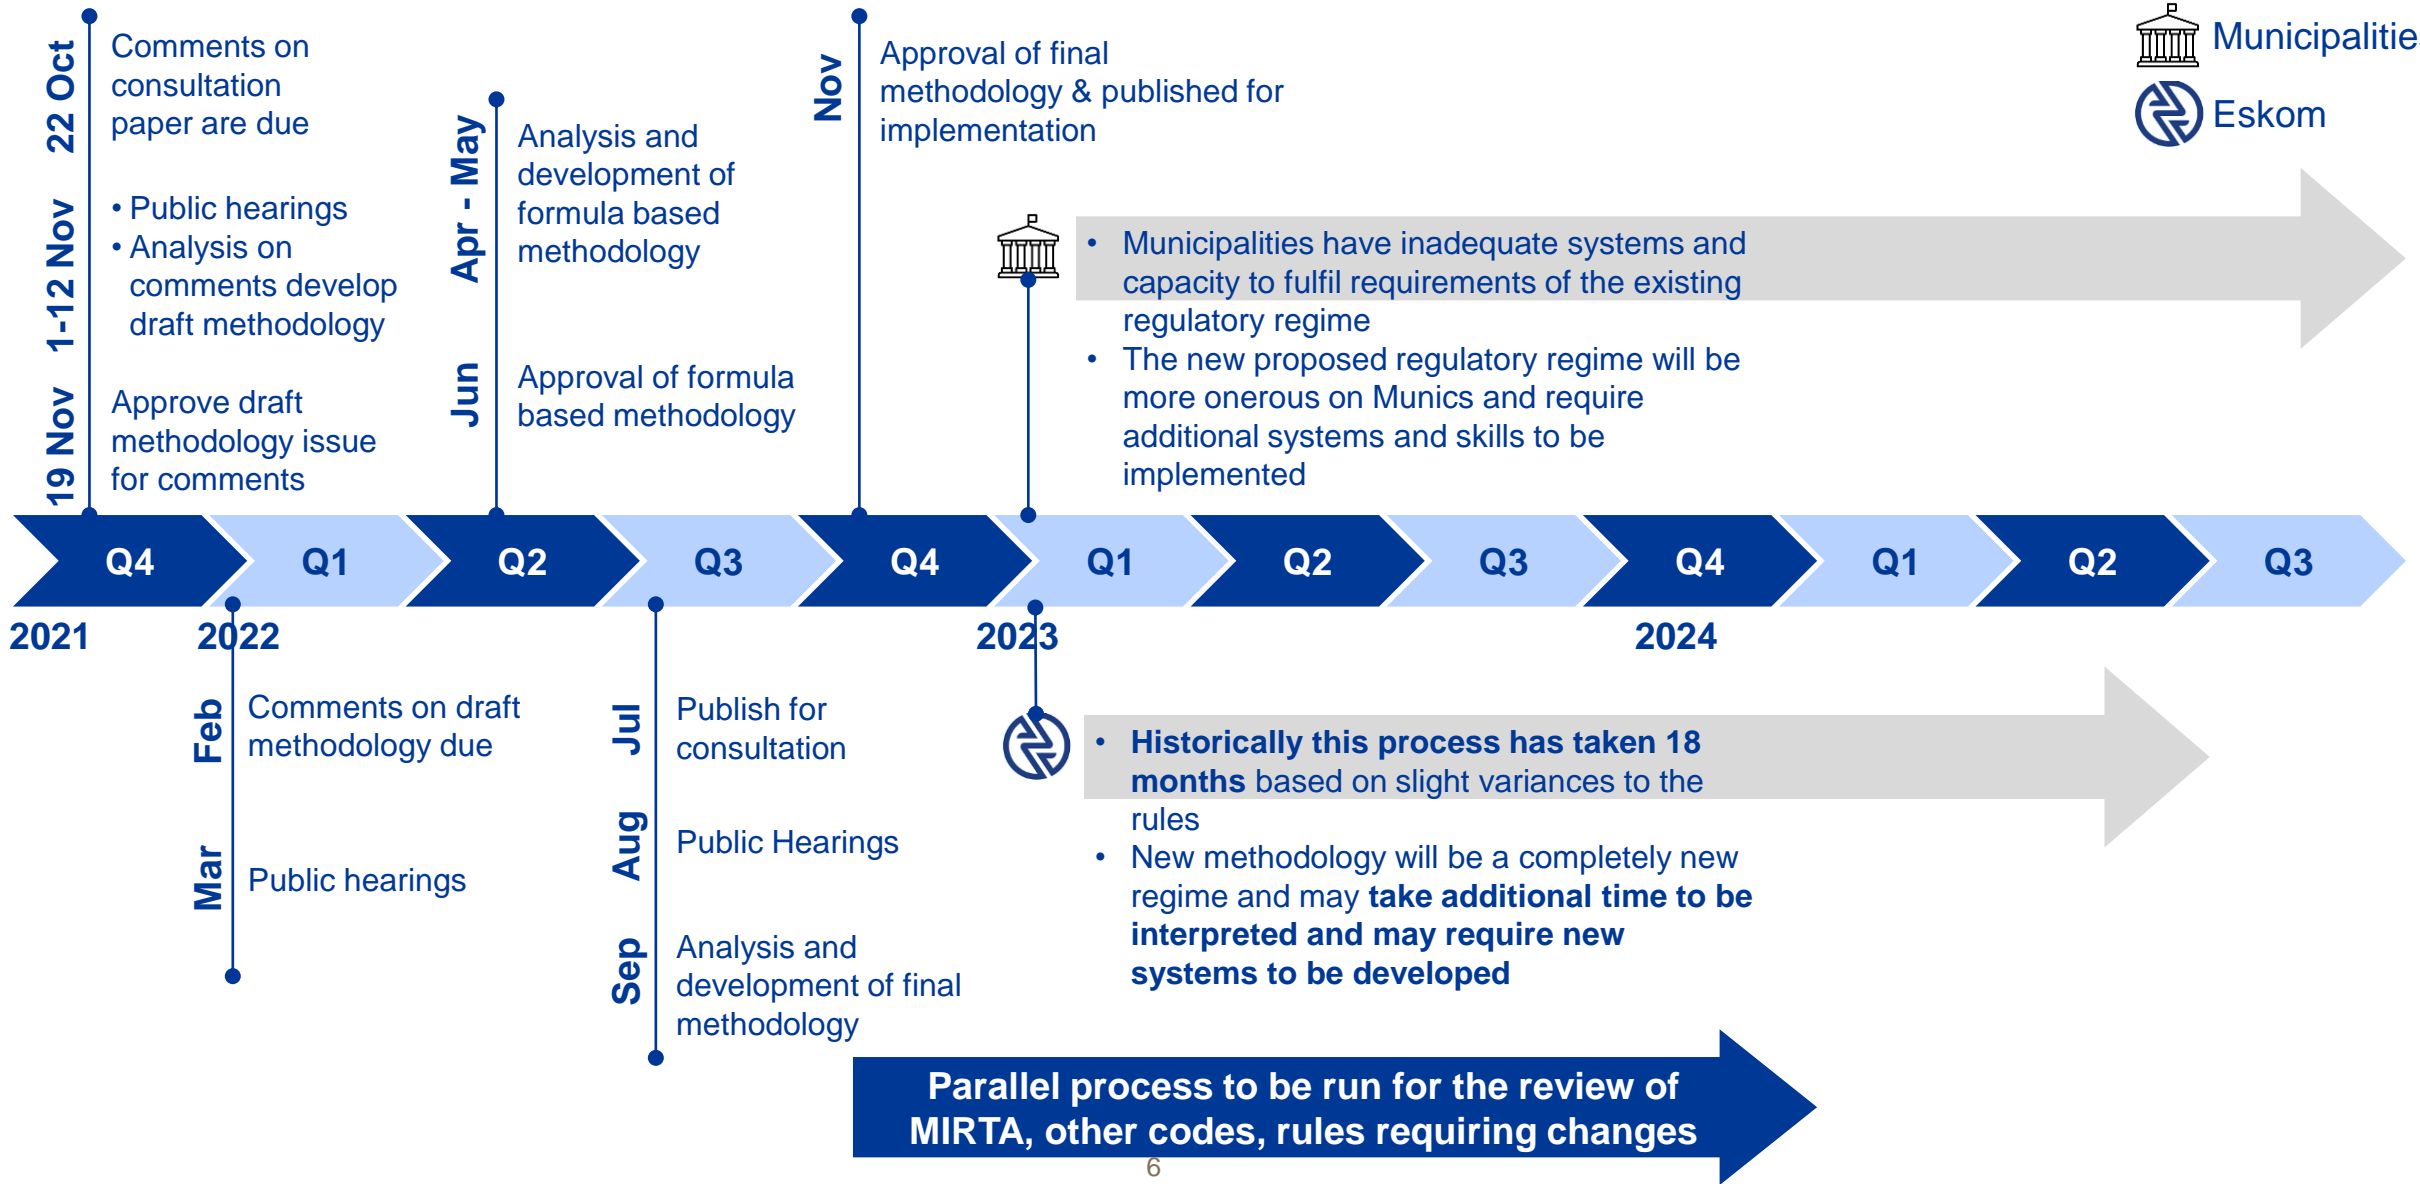 22 Oct
Comments on
consultation
paper are due
1-12 Nov
• Public hearings
• Analysis on
comments develop
draft methodology
19 Nov
Approve draft
methodology issue
for comments
Apr - May
Analysis and
development of
formula based
methodology
Jun
Approval of formula
based methodology
Nov
Approval of final
methodology & published for
implementation
Municipalitie
Eskom
• Municipalities have inadequate systems and
capacity to fulfil requirements of the existing
regulatory regime
• The new proposed regulatory regime will be
more onerous on Munics and require
additional systems and skills to be
implemented
Q4 Q1 Q2 Q3 Q4 Q1 Q2 Q3 Q4 Q1 Q2 Q3
2021 2022 2023 2024
Feb
Comments on draft
methodology due
Mar
Public hearings
Jul
Publish for
consultation
Aug
Public Hearings
Sep
Analysis and
development of final
methodology
• Historically this process has taken 18
months based on slight variances to the
rules
• New methodology will be a completely new
regime and may take additional time to be
interpreted and may require new
systems to be developed
Parallel process to be run for the review of
MIRTA, other codes, rules requiring changes
6